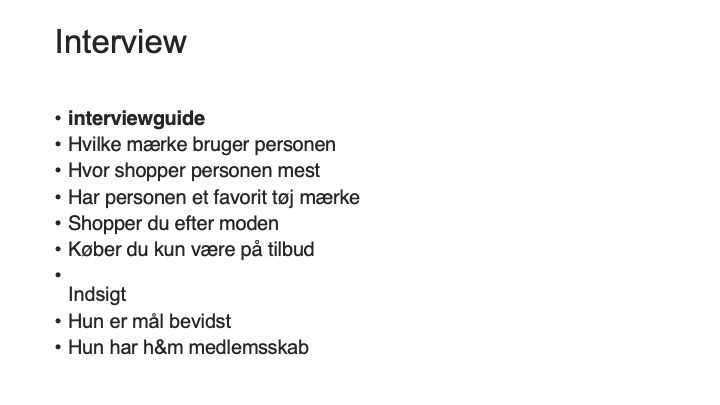 Interview
• interviewguide
• Hvilke mærke bruger personen
• Hvor shopper personen mest
• Har personen et favorit tøj mærke
• Shopper du efter moden
• Køber du kun være på tilbud
•
Indsigt
• Hun er mål bevidst
• Hun har h&m medlemsskab